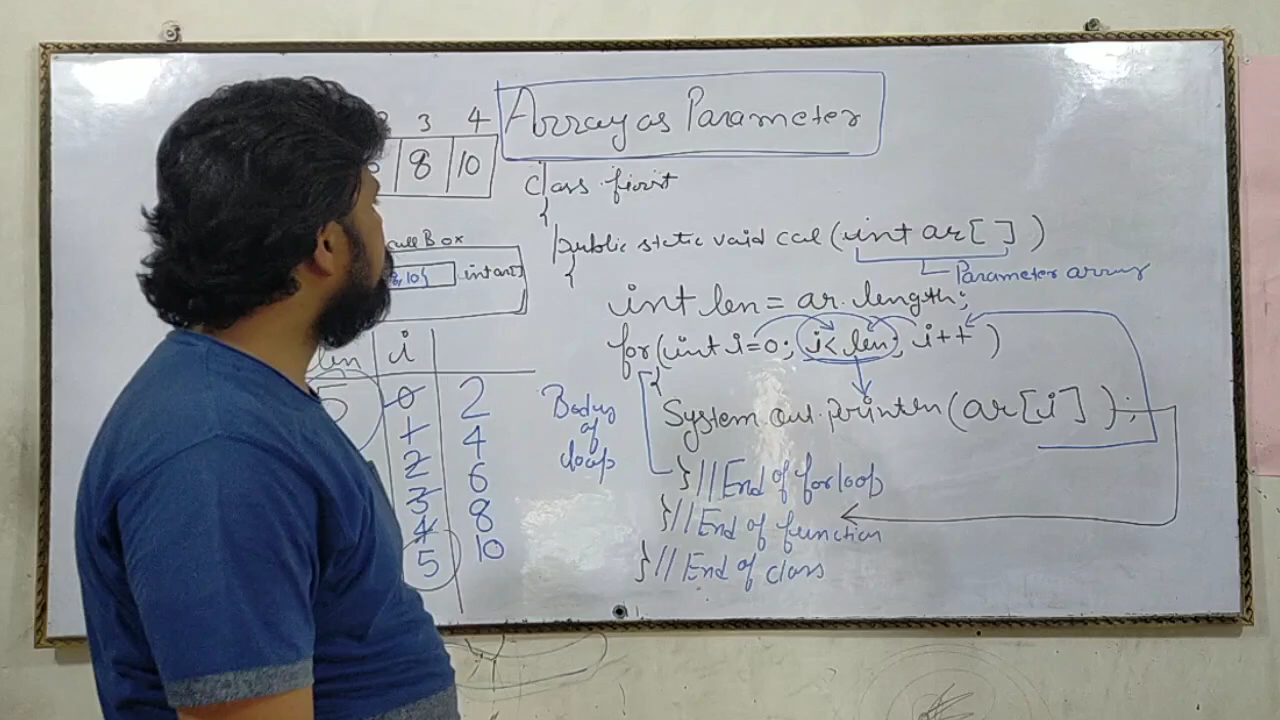 Array as Parameter
3 4
8 10
class first
{
public static void cal (int ar[ ])
{
Parameter array
call Box
8,10} int ar[]
int len = ar.length;
for(int i=0; i<len; i++)
{
System.out.println(ar[i]);
} //End of for loop
} //End of function
} //End of class
Body
of
loop
len i
5 0 2
1 4
2 6
3 8
4 10
5